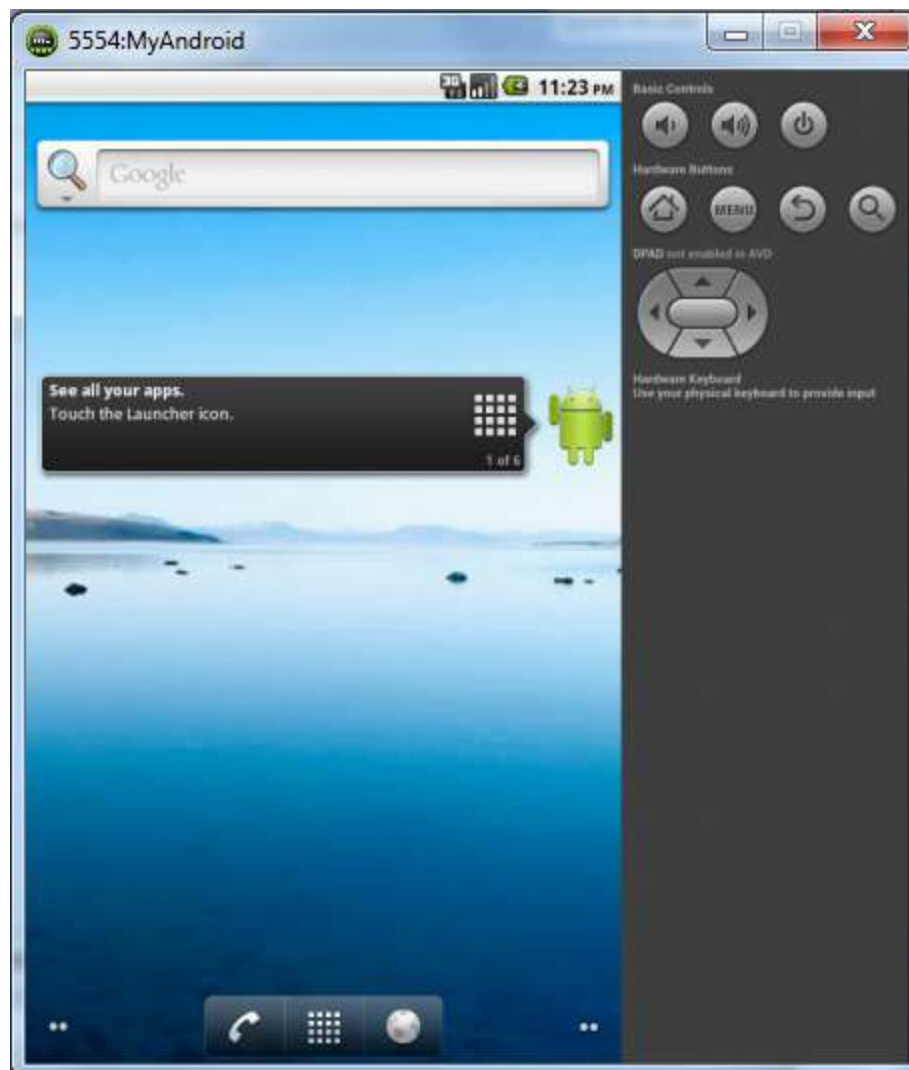 5554:MyAndroid
3G
11:23 PM
Basic Controls
Google
Hardware Buttons
MENU
DPAD not enabled in AVD
See all your apps.
Touch the Launcher icon.
1 of 6
Hardware Keyboard
Use your physical keyboard to provide input